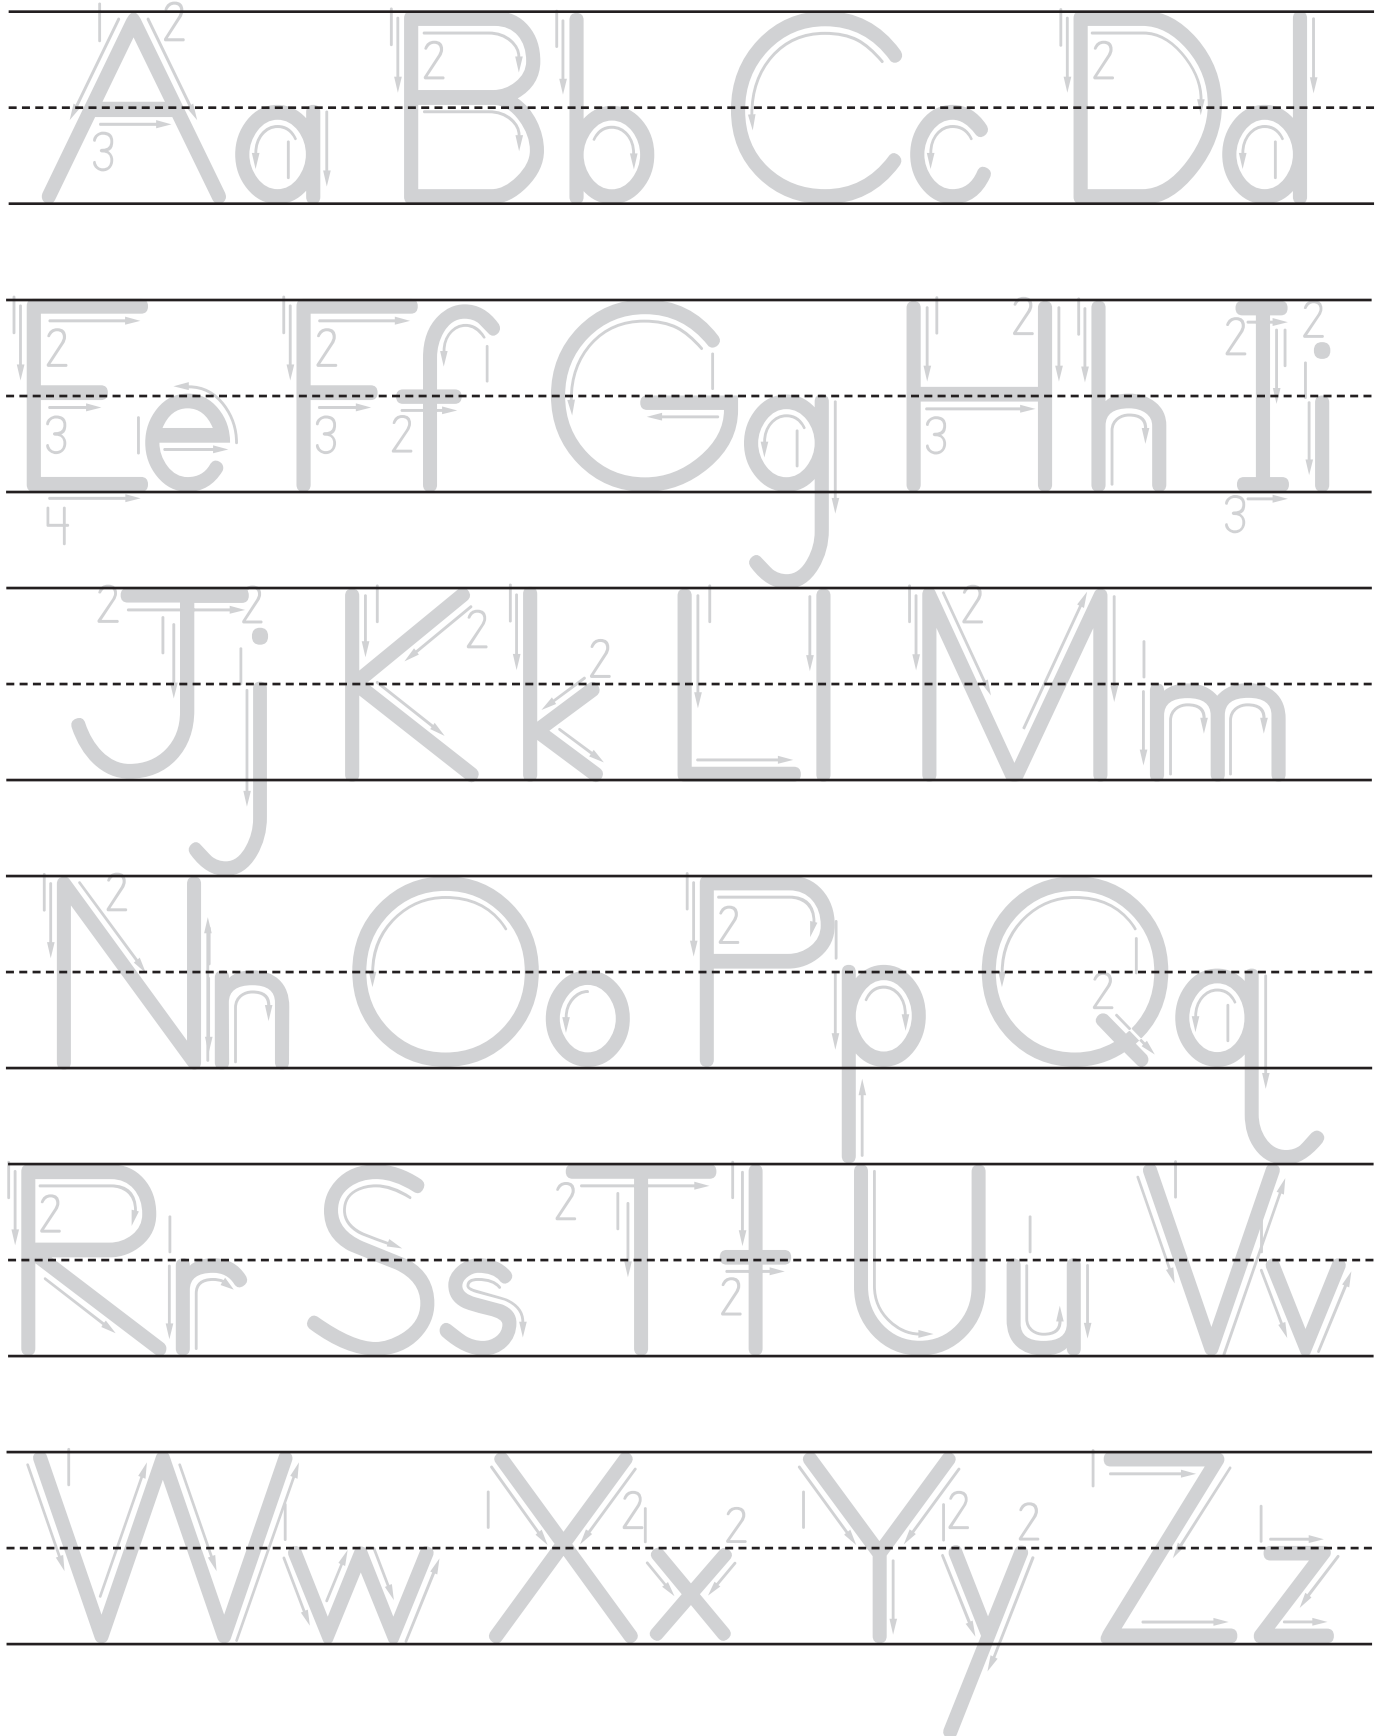 Aa Bb Cc Dd
Ee Ff Gg Hh Ii
Jj Kk Ll Mm
Nn Oo Pp Qq
Rr Ss Tt Uu Vv
Ww Xx Yy Zz